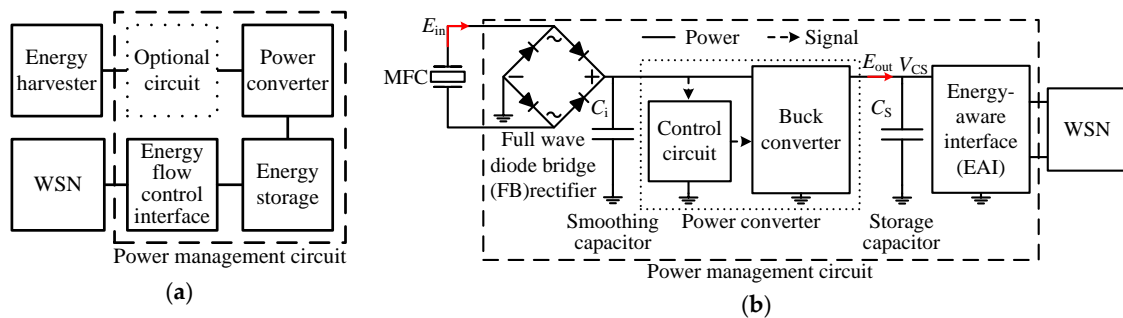 Energy
harvester
Optional
circuit
Power
converter
WSN
Energy
flow
control
interface
Energy
storage
Power management circuit
(a)
E_in
MFC
~
−
+
~
Full wave
diode bridge
(FB)rectifier
C_i
Smoothing
capacitor
Power
Signal
Control
circuit
Buck
converter
Power converter
E_out V_CS
C_S
Storage
capacitor
Energy-
aware
interface
(EAI)
WSN
Power management circuit
(b)